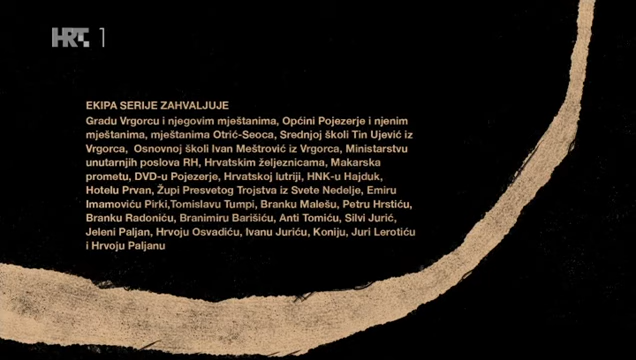 HRT 1
EKIPA SERIJE ZAHVALJUJE
Gradu Vrgorcu i njegovim mještanima, Općini Pojezerje i njenim
mještanima, mještanima Otrić-Seoca, Srednjoj školi Tin Ujević iz
Vrgorca,  Osnovnoj školi Ivan Meštrović iz Vrgorca, Ministarstvu
unutarnjih poslova RH, Hrvatskim željeznicama, Makarska
prometu, DVD-u Pojezerje, Hrvatskoj lutriji, HNK-u Hajduk,
Hotelu Prvan, Župi Presvetog Trojstva iz Svete Nedelje, Emiru
Imamoviću Pirki,Tomislavu Tumpi, Branku Malešu, Petru Hrstiću,
Branku Radoniću, Branimiru Barišiću, Anti Tomiću, Silvi Jurić,
Jeleni Paljan, Hrvoju Osvadiću, Ivanu Juriću, Koniju, Juri Lerotiću
i Hrvoju Paljanu